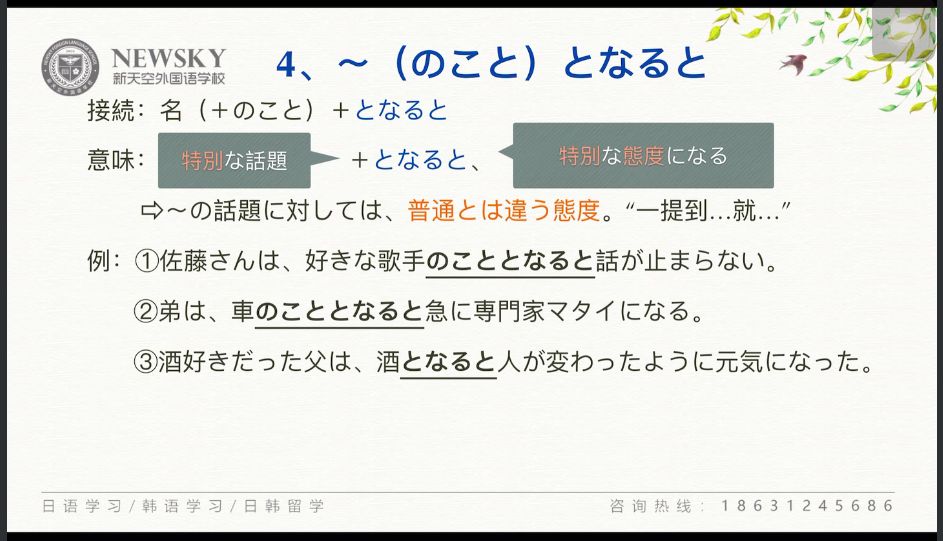 NEWSKY
新天空外国语学校
4、～（のこと）となると
接続：名（＋のこと）＋となると
意味：特別な話題＋となると、特別な態度になる
⇨～の話題に対しては、普通とは違う態度。“一提到…就…”
例：①佐藤さんは、好きな歌手のこととなると話が止まらない。
②弟は、車のこととなると急に専門家マタイになる。
③酒好きだった父は、酒となると人が変わったように元気になった。
日语学习/韩语学习/日韩留学
咨询热线：18631245686